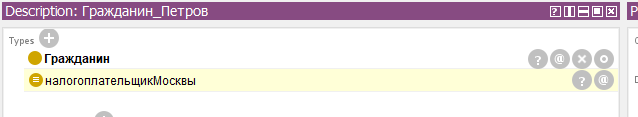 Description: Гражданин_Петров
Types
Гражданин
налогоплательщикМосквы